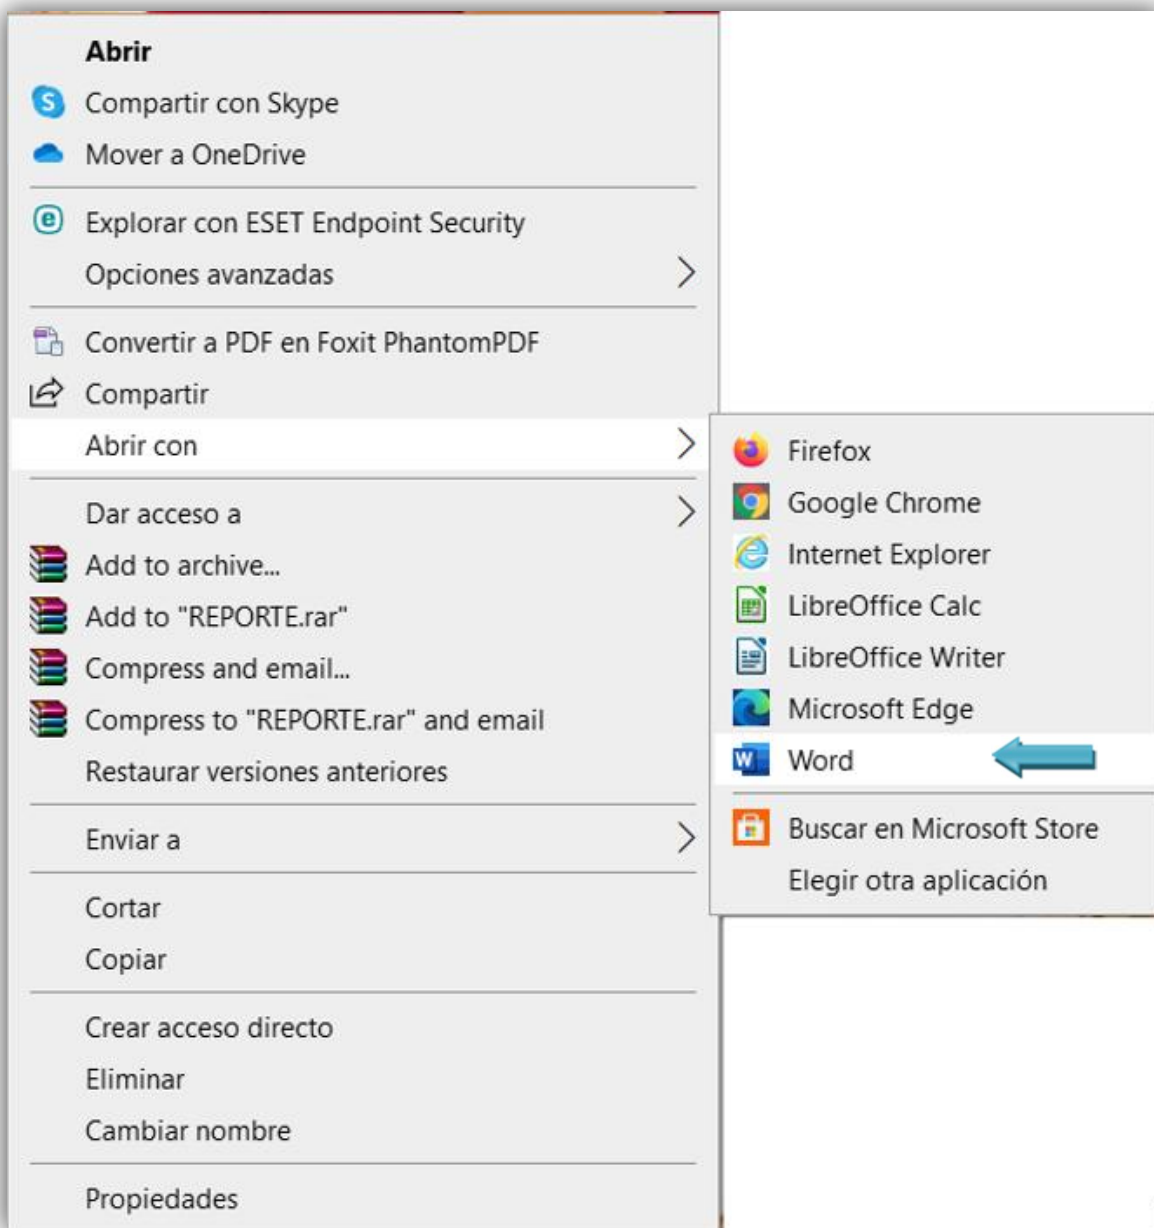 Abrir
Compartir con Skype
Mover a OneDrive
Explorar con ESET Endpoint Security
Opciones avanzadas
Convertir a PDF en Foxit PhantomPDF
Compartir
Abrir con
Dar acceso a
Add to archive...
Add to "REPORTE.rar"
Compress and email...
Compress to "REPORTE.rar" and email
Restaurar versiones anteriores
Enviar a
Cortar
Copiar
Crear acceso directo
Eliminar
Cambiar nombre
Propiedades
Firefox
Google Chrome
Internet Explorer
LibreOffice Calc
LibreOffice Writer
Microsoft Edge
Word
Buscar en Microsoft Store
Elegir otra aplicación